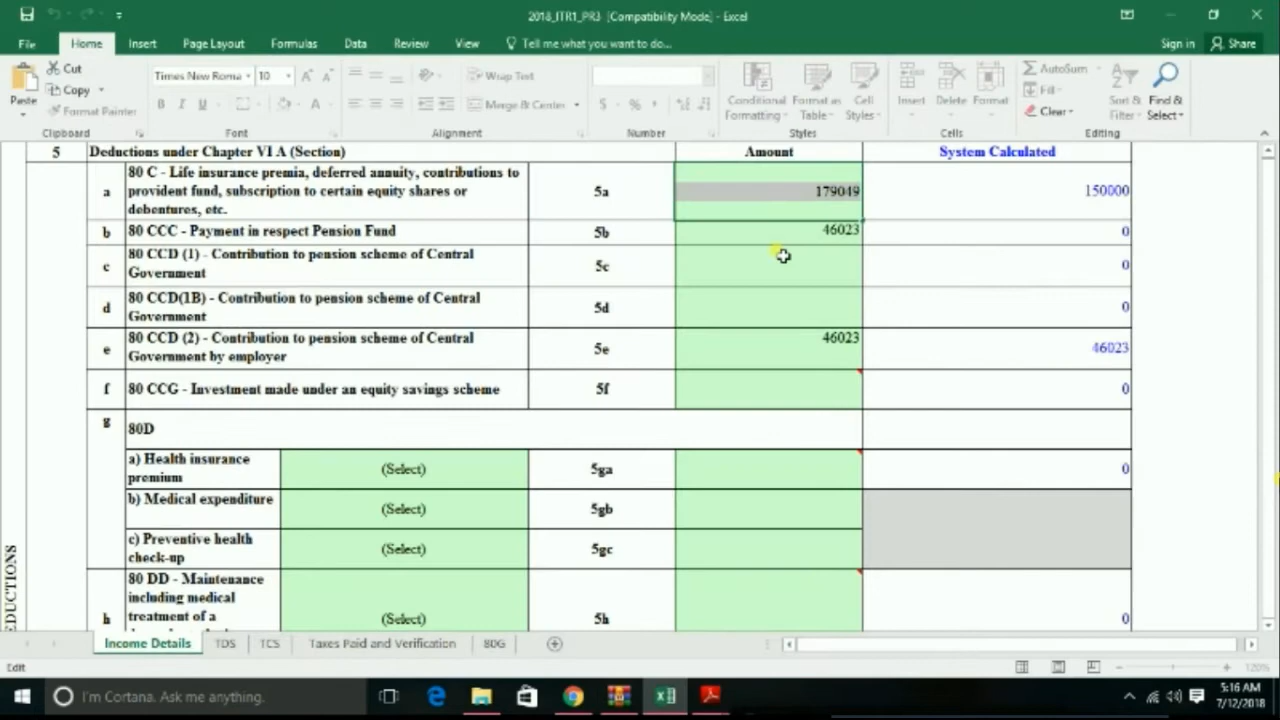 2018_ITR1_PR3 [Compatibility Mode] - Excel
File Home Insert Page Layout Formulas Data Review View Tell me what you want to do... Sign in Share
Paste
Cut
Copy
Format Painter
Clipboard
Times New Roma 10
B I U A
Font
Wrap Text
Merge & Center
Alignment
$ % ,
Number
Conditional Formatting
Format as Table
Cell Styles
Styles
Insert Delete Format
Cells
AutoSum
Fill
Clear
Sort & Filter
Find & Select
Editing
5 Deductions under Chapter VI A (Section) Amount System Calculated
a 80 C - Life insurance premia, deferred annuity, contributions to
provident fund, subscription to certain equity shares or
debentures, etc. 5a 179049 150000
b 80 CCC - Payment in respect Pension Fund 5b 46023 0
c 80 CCD (1) - Contribution to pension scheme of Central
Government 5c 0
d 80 CCD(1B) - Contribution to pension scheme of Central
Government 5d 0
e 80 CCD (2) - Contribution to pension scheme of Central
Government by employer 5e 46023 46023
f 80 CCG - Investment made under an equity savings scheme 5f 0
g 80D
a) Health insurance
premium (Select) 5ga 0
b) Medical expenditure (Select) 5gb
c) Preventive health
check-up (Select) 5gc
80 DD - Maintenance
including medical
treatment of a
h (Select) 5h 0
EDUCTIONS
Income Details TDS TCS Taxes Paid and Verification 80G
Edit 120%
I'm Cortana. Ask me anything.
5:16 AM
7/12/2018